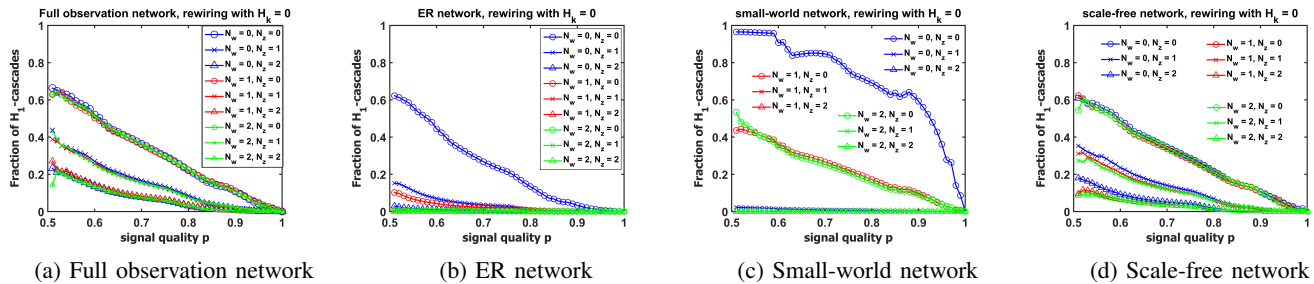 Full observation network, rewiring with H_k = 0
Fraction of H_1-cascades
1
0.8
0.6
0.4
0.2
0
0.5 0.6 0.7 0.8 0.9 1
signal quality p
N_w = 0, N_z = 0
N_w = 0, N_z = 1
N_w = 0, N_z = 2
N_w = 1, N_z = 0
N_w = 1, N_z = 1
N_w = 1, N_z = 2
N_w = 2, N_z = 0
N_w = 2, N_z = 1
N_w = 2, N_z = 2
(a) Full observation network
ER network, rewiring with H_k = 0
Fraction of H_1-cascades
1
0.8
0.6
0.4
0.2
0
0.5 0.6 0.7 0.8 0.9 1
signal quality p
N_w = 0, N_z = 0
N_w = 0, N_z = 1
N_w = 0, N_z = 2
N_w = 1, N_z = 0
N_w = 1, N_z = 1
N_w = 1, N_z = 2
N_w = 2, N_z = 0
N_w = 2, N_z = 1
N_w = 2, N_z = 2
(b) ER network
small-world network, rewiring with H_k = 0
Fraction of H_1-cascades
1
0.8
0.6
0.4
0.2
0
0.5 0.6 0.7 0.8 0.9 1
signal quality p
N_w = 0, N_z = 0
N_w = 0, N_z = 1
N_w = 0, N_z = 2
N_w = 1, N_z = 0
N_w = 1, N_z = 1
N_w = 1, N_z = 2
N_w = 2, N_z = 0
N_w = 2, N_z = 1
N_w = 2, N_z = 2
(c) Small-world network
scale-free network, rewiring with H_k = 0
Fraction of H_1-cascades
1
0.8
0.6
0.4
0.2
0
0.5 0.6 0.7 0.8 0.9 1
signal quality p
N_w = 0, N_z = 0
N_w = 0, N_z = 1
N_w = 0, N_z = 2
N_w = 1, N_z = 0
N_w = 1, N_z = 1
N_w = 1, N_z = 2
N_w = 2, N_z = 0
N_w = 2, N_z = 1
N_w = 2, N_z = 2
(d) Scale-free network